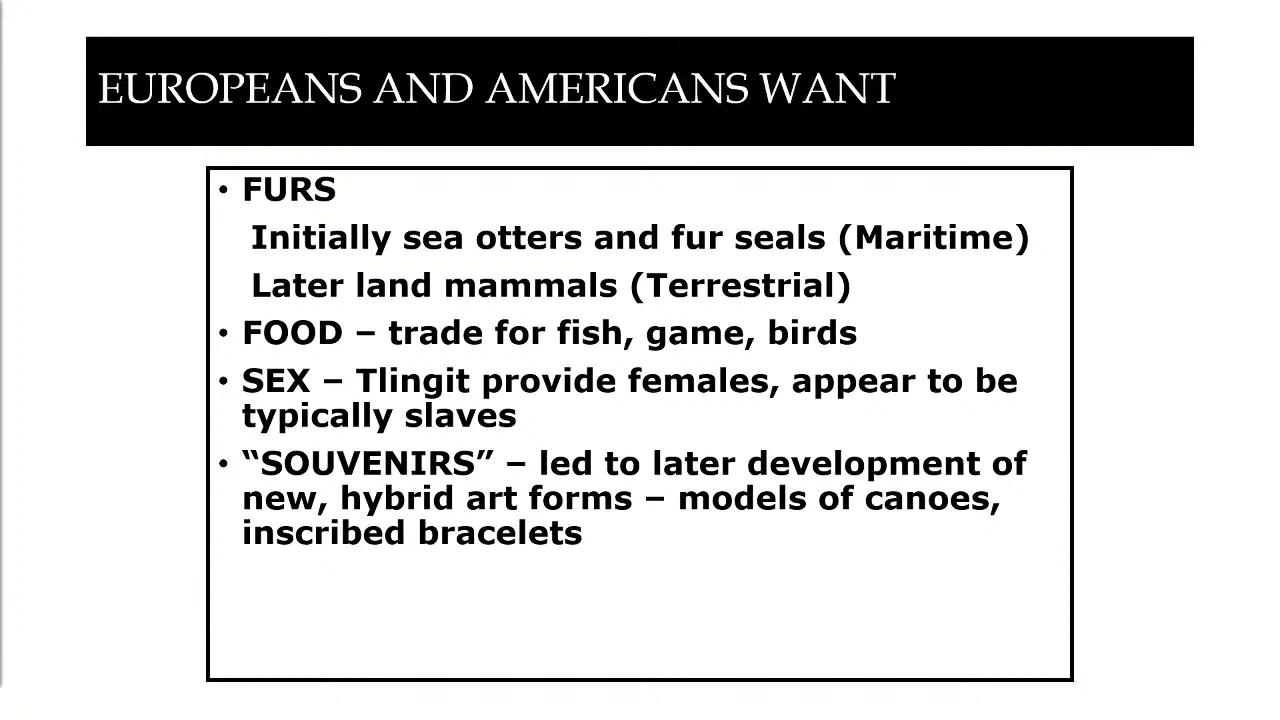 EUROPEANS AND AMERICANS WANT
• FURS
Initially sea otters and fur seals (Maritime)
Later land mammals (Terrestrial)
• FOOD – trade for fish, game, birds
• SEX – Tlingit provide females, appear to be
typically slaves
• “SOUVENIRS” – led to later development of
new, hybrid art forms – models of canoes,
inscribed bracelets